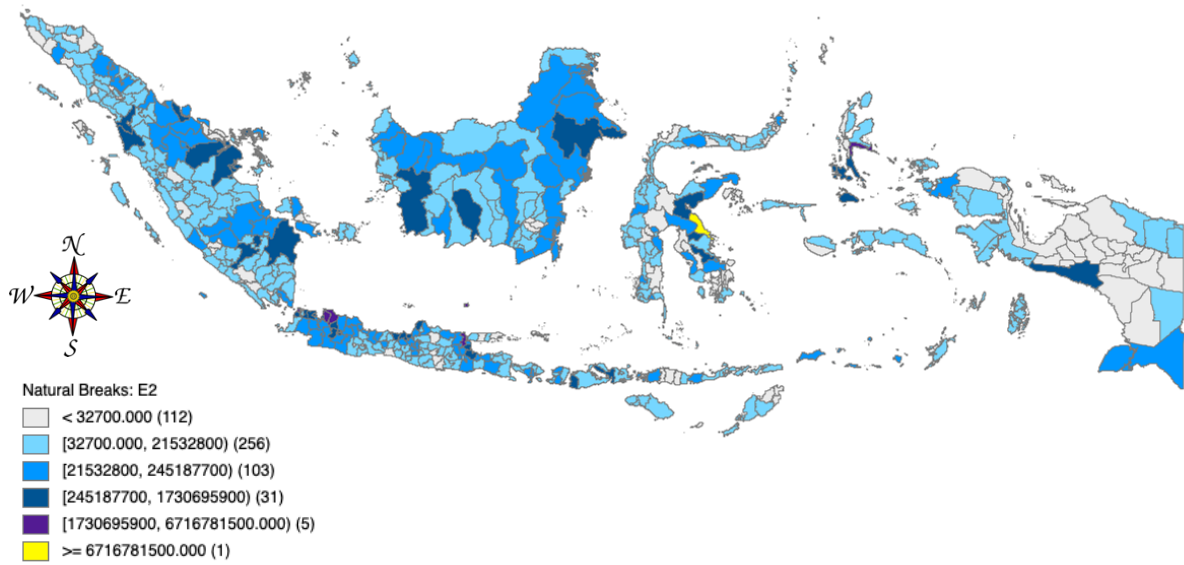 N
W E
S
Natural Breaks: E2
< 32700.000 (112)
[32700.000, 21532800) (256)
[21532800, 245187700) (103)
[245187700, 1730695900) (31)
[1730695900, 6716781500.000) (5)
>= 6716781500.000 (1)